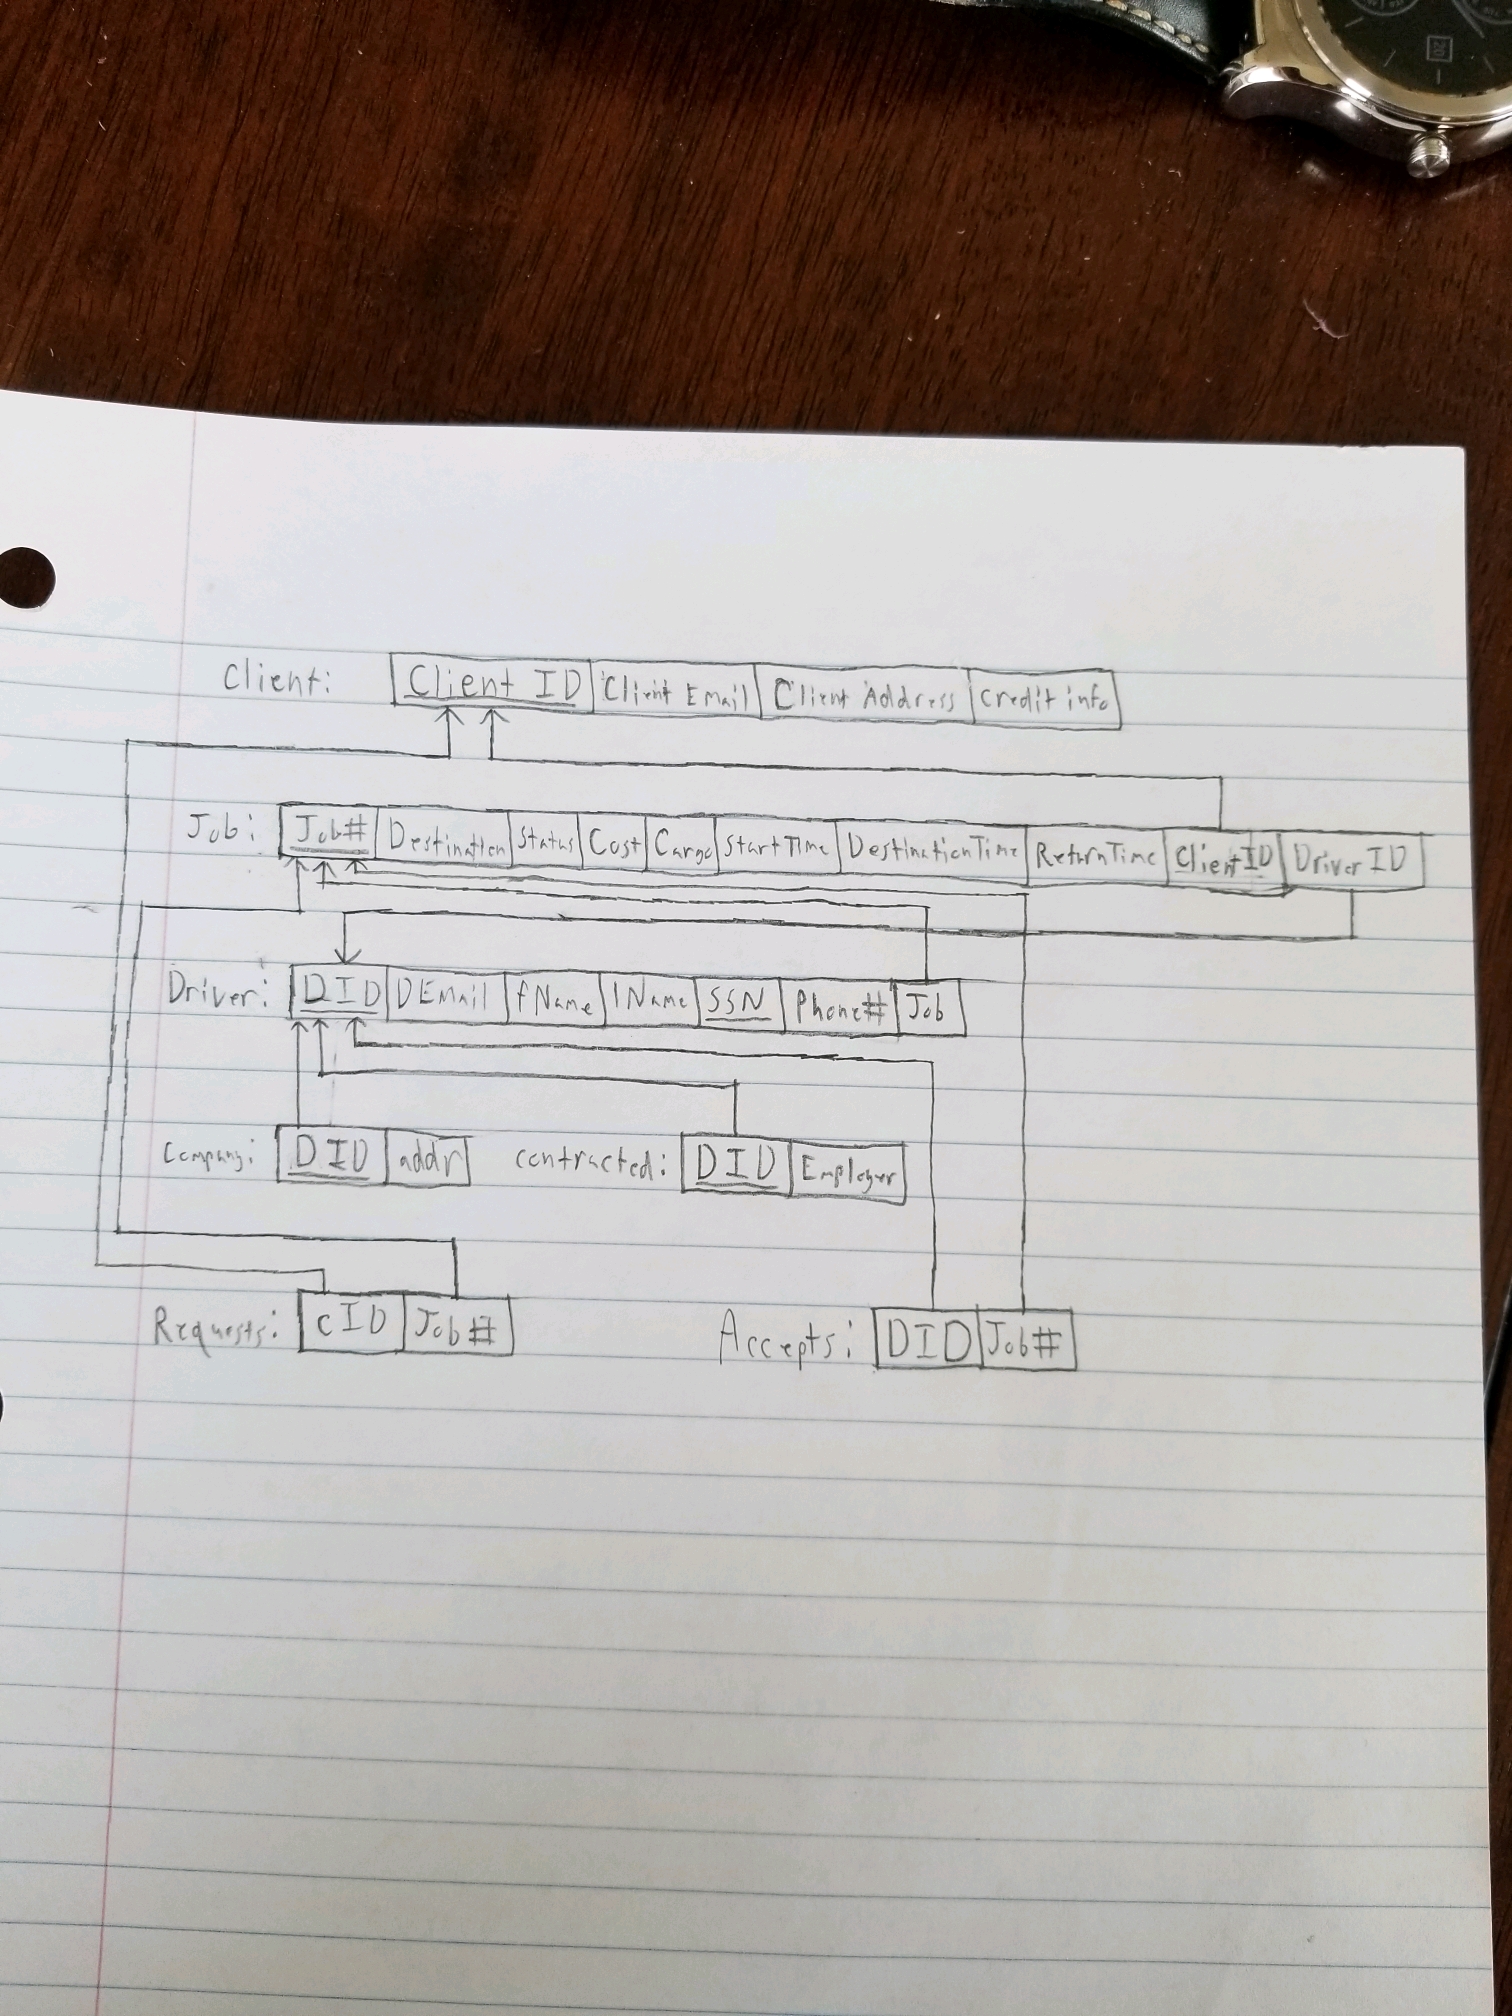 Client: Client ID Client Email Client Address Credit info
Job: Job# Destination Status Cost Cargo StartTime DestinationTime ReturnTime ClientID Driver ID
Driver: DID DEmail fName lName SSN Phone# Job
Company: DID addr contracted: DID Employer
Requests: cID Job# Accepts: DID Job#